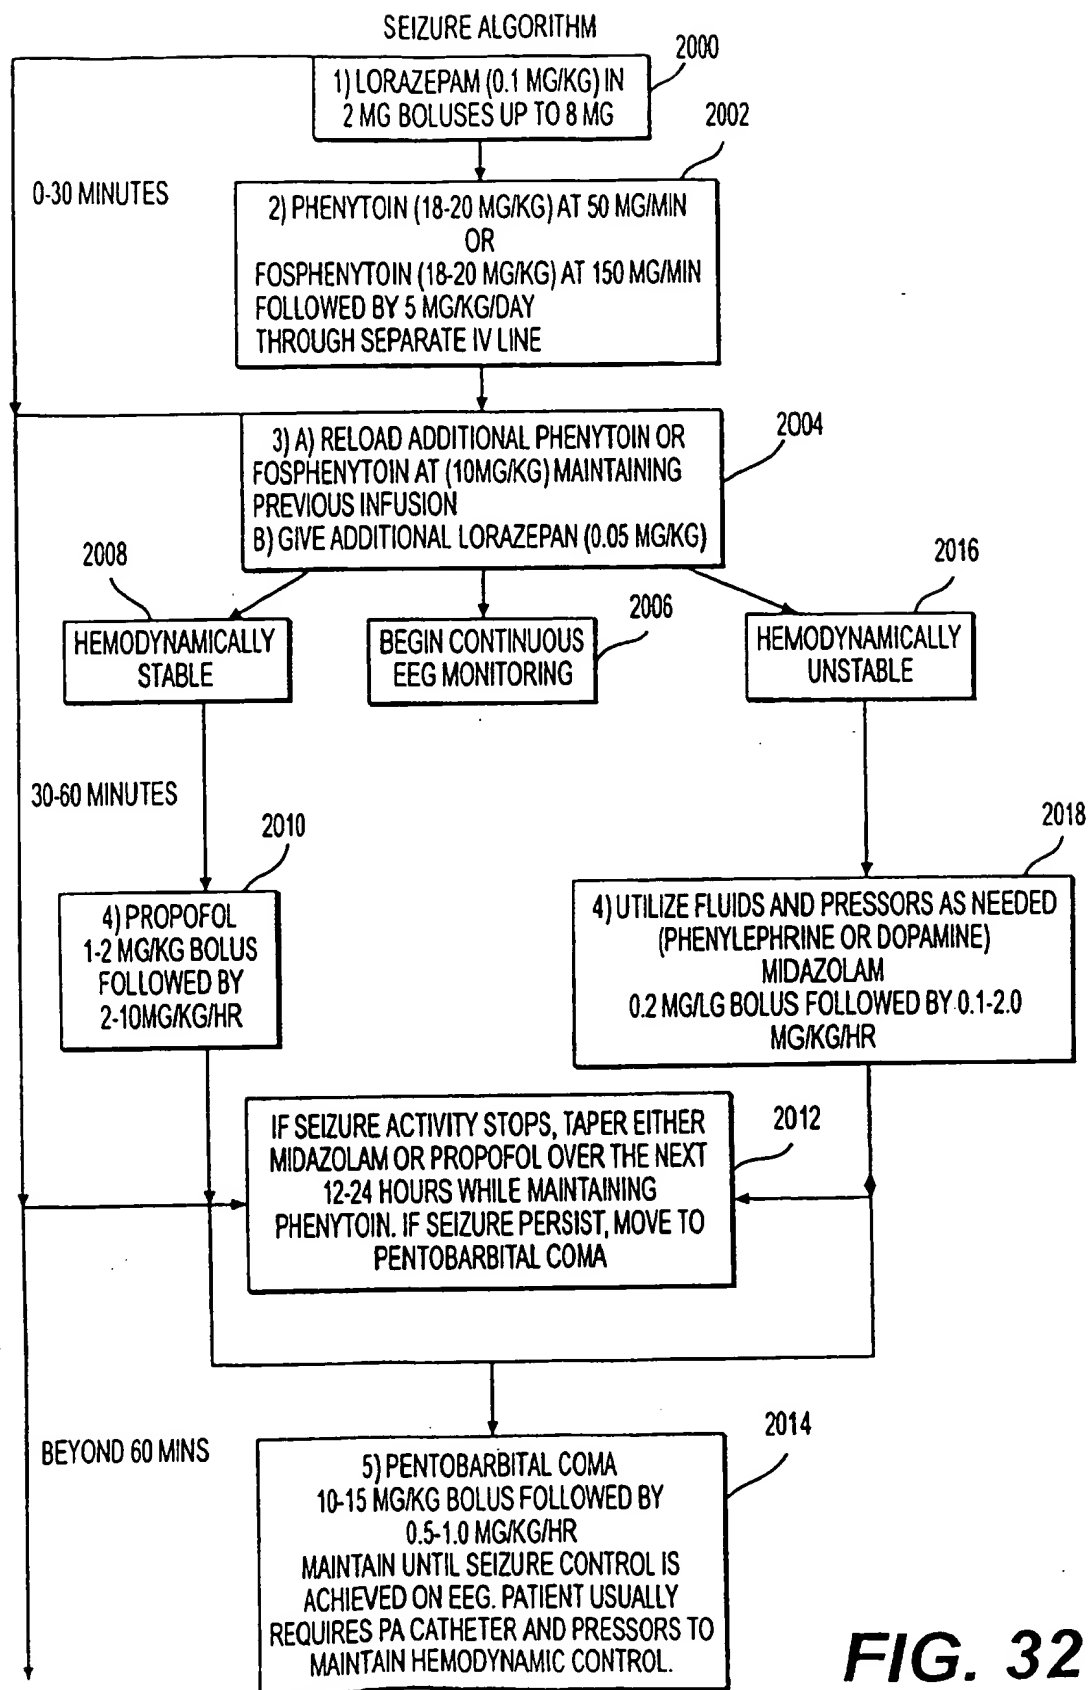 SEIZURE ALGORITHM
2000
1) LORAZEPAM (0.1 MG/KG) IN
2 MG BOLUSES UP TO 8 MG
2002
0-30 MINUTES
2) PHENYTOIN (18-20 MG/KG) AT 50 MG/MIN
OR
FOSPHENYTOIN (18-20 MG/KG) AT 150 MG/MIN
FOLLOWED BY 5 MG/KG/DAY
THROUGH SEPARATE IV LINE
2004
3) A) RELOAD ADDITIONAL PHENYTOIN OR
FOSPHENYTOIN AT (10MG/KG) MAINTAINING
PREVIOUS INFUSION
B) GIVE ADDITIONAL LORAZEPAN (0.05 MG/KG)
2008
2006
2016
HEMODYNAMICALLY
STABLE
BEGIN CONTINUOUS
EEG MONITORING
HEMODYNAMICALLY
UNSTABLE
30-60 MINUTES
2010
2018
4) PROPOFOL
1-2 MG/KG BOLUS
FOLLOWED BY
2-10MG/KG/HR
4) UTILIZE FLUIDS AND PRESSORS AS NEEDED
(PHENYLEPHRINE OR DOPAMINE)
MIDAZOLAM
0.2 MG/LG BOLUS FOLLOWED BY 0.1-2.0
MG/KG/HR
2012
IF SEIZURE ACTIVITY STOPS, TAPER EITHER
MIDAZOLAM OR PROPOFOL OVER THE NEXT
12-24 HOURS WHILE MAINTAINING
PHENYTOIN. IF SEIZURE PERSIST, MOVE TO
PENTOBARBITAL COMA
BEYOND 60 MINS
2014
5) PENTOBARBITAL COMA
10-15 MG/KG BOLUS FOLLOWED BY
0.5-1.0 MG/KG/HR
MAINTAIN UNTIL SEIZURE CONTROL IS
ACHIEVED ON EEG. PATIENT USUALLY
REQUIRES PA CATHETER AND PRESSORS TO
MAINTAIN HEMODYNAMIC CONTROL.
FIG. 32